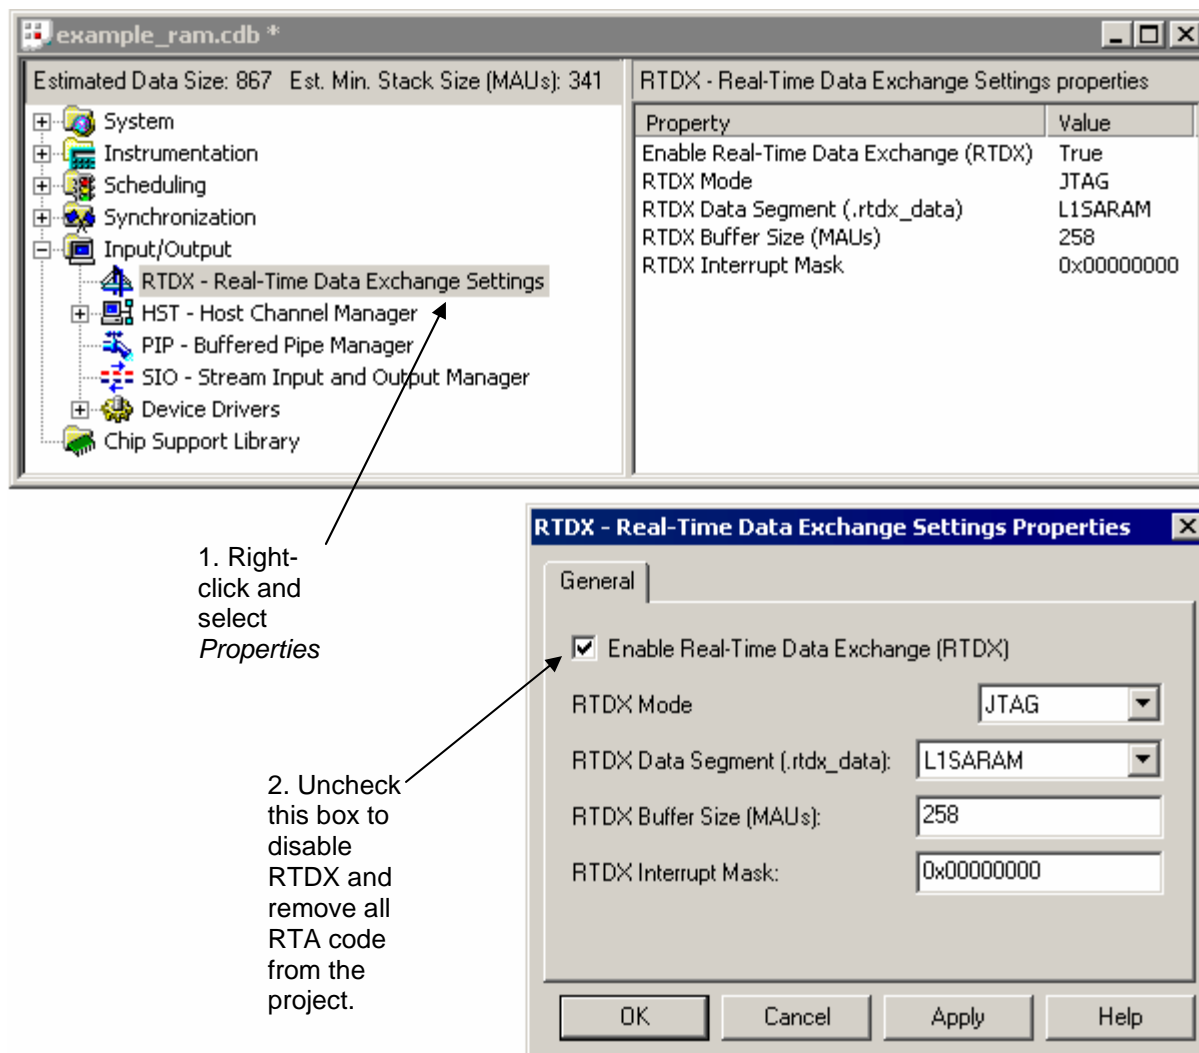 example_ram.cdb *
Estimated Data Size: 867 Est. Min. Stack Size (MAUs): 341
System
Instrumentation
Scheduling
Synchronization
Input/Output
RTDX - Real-Time Data Exchange Settings
HST - Host Channel Manager
PIP - Buffered Pipe Manager
SIO - Stream Input and Output Manager
Device Drivers
Chip Support Library
RTDX - Real-Time Data Exchange Settings properties
Property Value
Enable Real-Time Data Exchange (RTDX) True
RTDX Mode JTAG
RTDX Data Segment (.rtdx_data) L1SARAM
RTDX Buffer Size (MAUs) 258
RTDX Interrupt Mask 0x00000000
1. Right-
click and
select
Properties
2. Uncheck
this box to
disable
RTDX and
remove all
RTA code
from the
project.
RTDX - Real-Time Data Exchange Settings Properties
General
Enable Real-Time Data Exchange (RTDX)
RTDX Mode JTAG
RTDX Data Segment (.rtdx_data): L1SARAM
RTDX Buffer Size (MAUs): 258
RTDX Interrupt Mask: 0x00000000
OK Cancel Apply Help